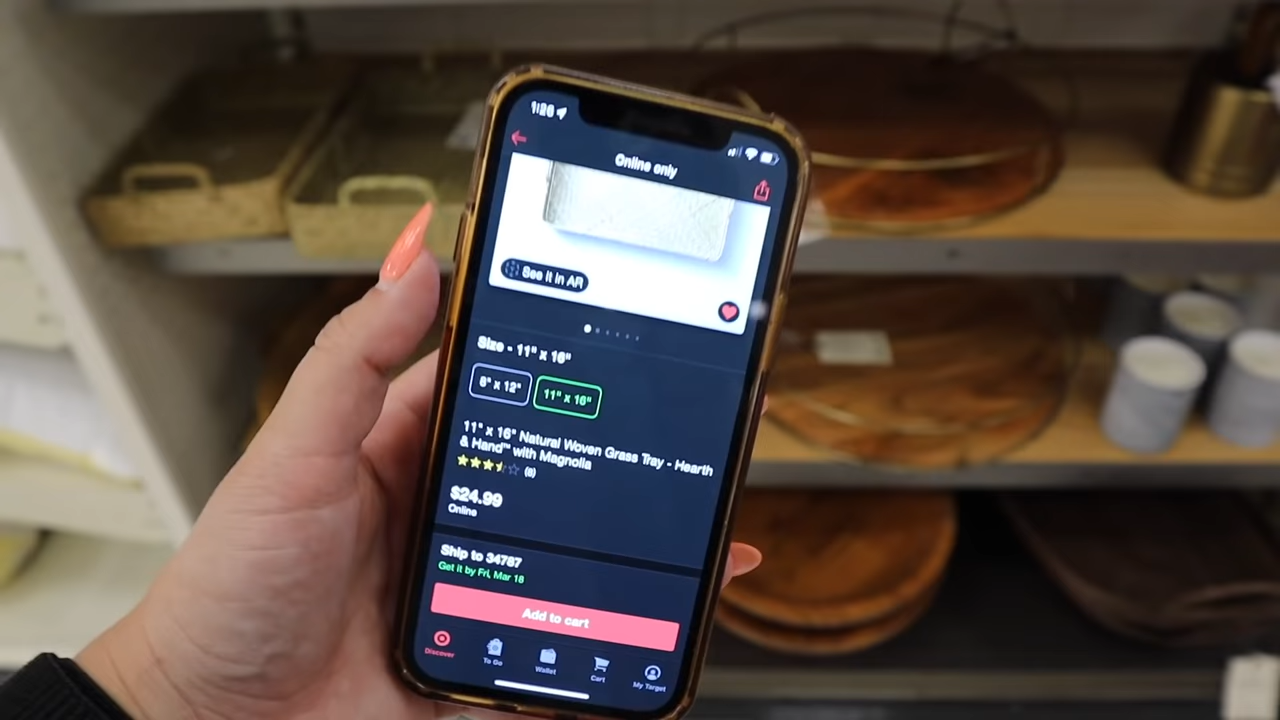 1:26
Online only
See it in AR
Size - 11" x 16"
8" x 12"
11" x 16"
11" x 16" Natural Woven Grass Tray - Hearth
& Hand™ with Magnolia
(8)
$24.99
Online
Ship to 34787
Get it by Fri, Mar 18
Add to cart
Discover
To Go
Wallet
Cart
My Target